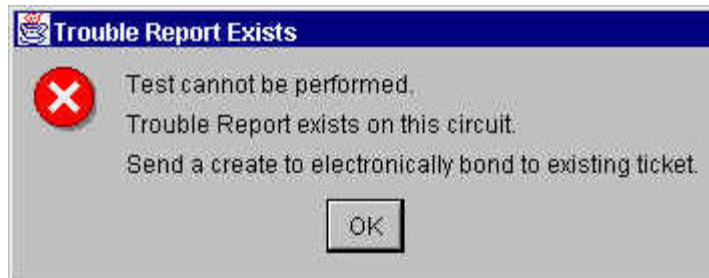 Trouble Report Exists
Test cannot be performed.
Trouble Report exists on this circuit.
Send a create to electronically bond to existing ticket.
OK